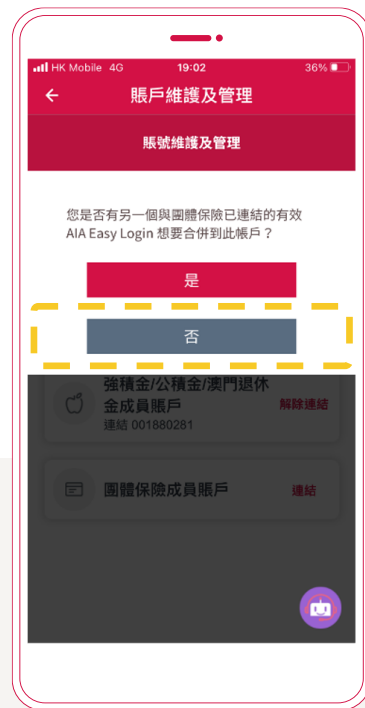 HK Mobile 4G 19:02 36%
賬戶維護及管理
賬號維護及管理
您是否有另一個與團體保險已連結的有效
AIA Easy Login 想要合併到此帳戶？
是
否
強積金/公積金/澳門退休
金成員賬戶
解除連結
連結 001880281
團體保險成員賬戶
連結